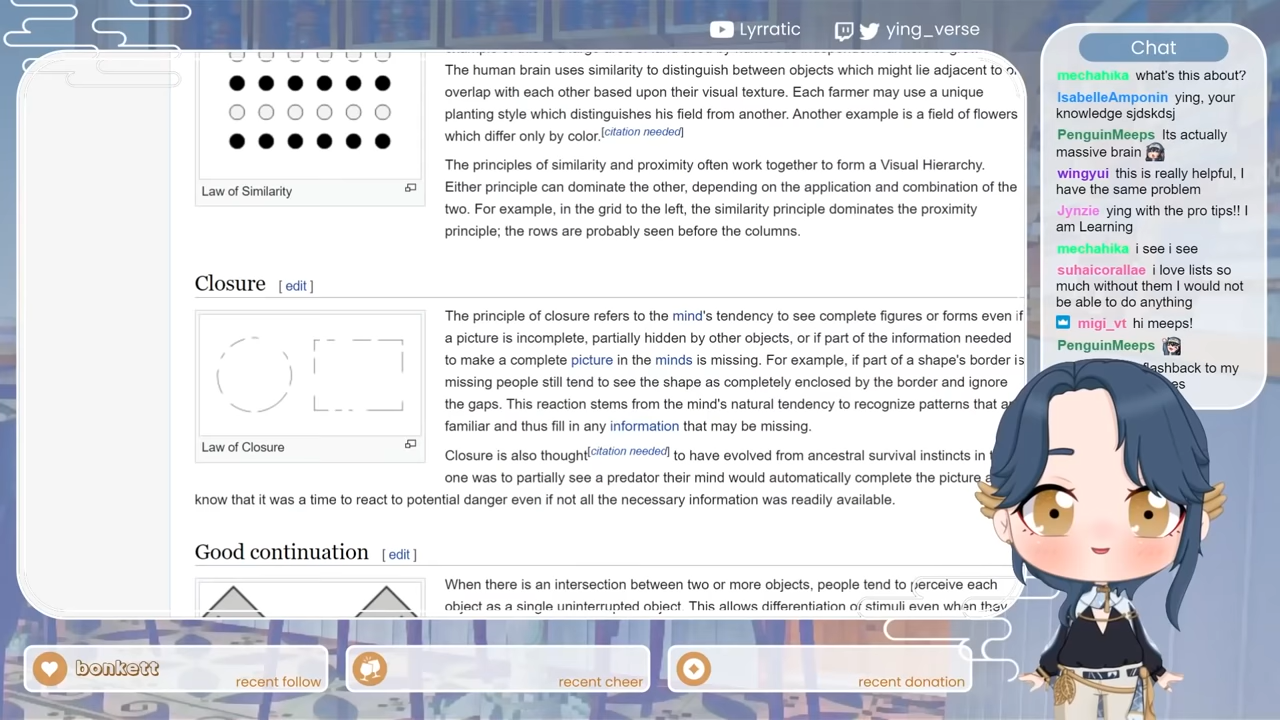 Lyrratic
ying_verse
Chat
The human brain uses similarity to distinguish between objects which might lie adjacent to or
overlap with each other based upon their visual texture. Each farmer may use a unique
planting style which distinguishes his field from another. Another example is a field of flowers
which differ only by color.[citation needed]
Law of Similarity
The principles of similarity and proximity often work together to form a Visual Hierarchy.
Either principle can dominate the other, depending on the application and combination of the
two. For example, in the grid to the left, the similarity principle dominates the proximity
principle; the rows are probably seen before the columns.
Closure [ edit ]
The principle of closure refers to the mind's tendency to see complete figures or forms even if
a picture is incomplete, partially hidden by other objects, or if part of the information needed
to make a complete picture in the minds is missing. For example, if part of a shape's border is
missing people still tend to see the shape as completely enclosed by the border and ignore
the gaps. This reaction stems from the mind's natural tendency to recognize patterns that
familiar and thus fill in any information that may be missing.
Law of Closure
Closure is also thought[citation needed] to have evolved from ancestral survival instincts in
one was to partially see a predator their mind would automatically complete the picture
know that it was a time to react to potential danger even if not all the necessary information was readily available.
Good continuation [ edit ]
When there is an intersection between two or more objects, people tend to perceive each
object as a single uninterrupted object. This allows differentiation of stimuli even when they
mechahika what's this about?
IsabelleAmponin ying, your
knowledge sjdskdsj
PenguinMeeps Its actually
massive brain
wingyui this is really helpful, I
have the same problem
Jynzie ying with the pro tips!! I
am Learning
mechahika i see i see
suhaicorallae i love lists so
much without them I would not
be able to do anything
migi_vt hi meeps!
PenguinMeeps
flashback to my
bonkett
recent follow
recent cheer
recent donation